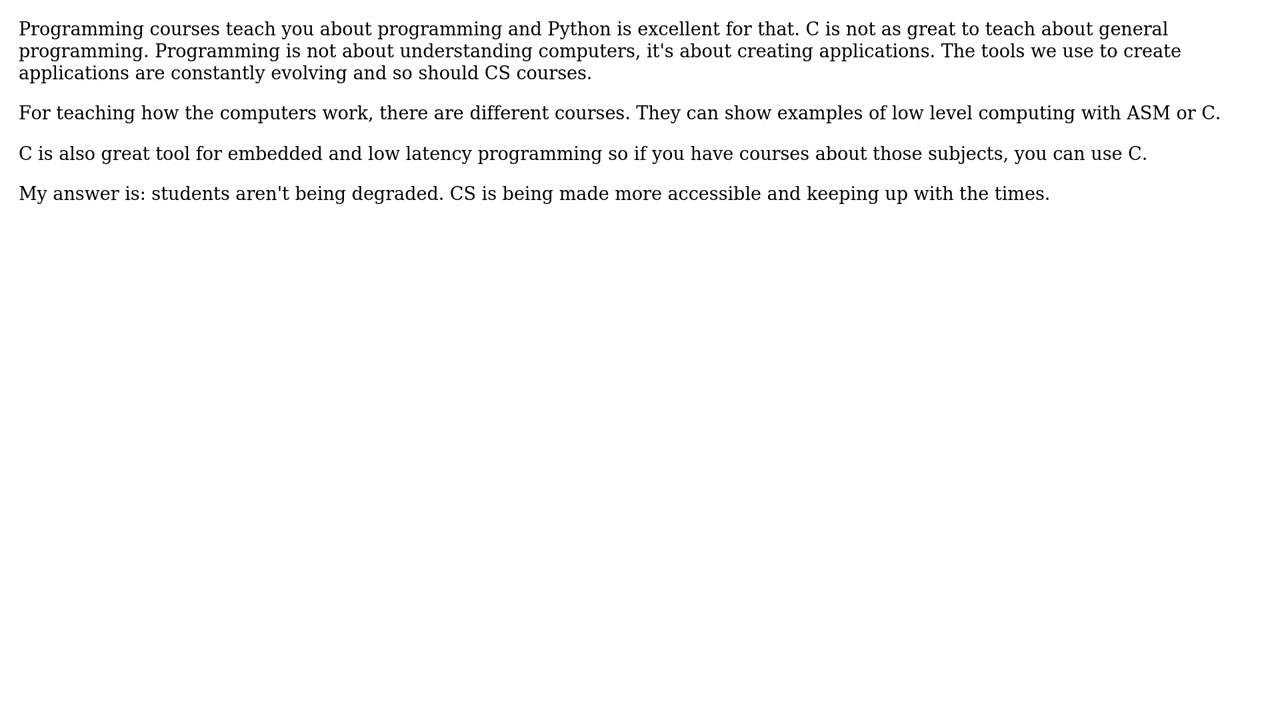 Programming courses teach you about programming and Python is excellent for that. C is not as great to teach about general
programming. Programming is not about understanding computers, it's about creating applications. The tools we use to create
applications are constantly evolving and so should CS courses.
For teaching how the computers work, there are different courses. They can show examples of low level computing with ASM or C.
C is also great tool for embedded and low latency programming so if you have courses about those subjects, you can use C.
My answer is: students aren't being degraded. CS is being made more accessible and keeping up with the times.